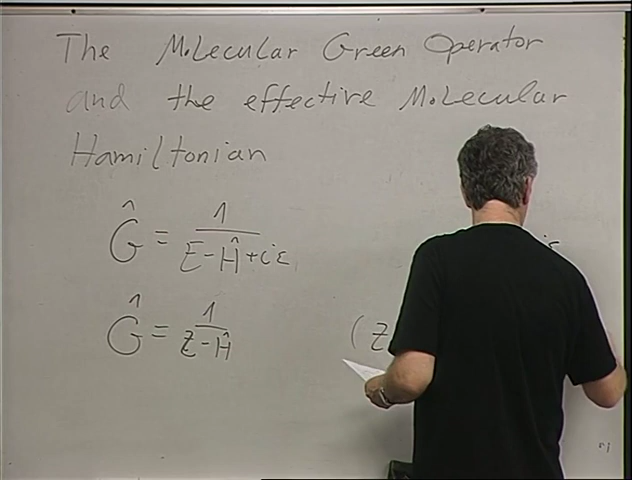 The Molecular Green Operator
and the effective Molecular
Hamiltonian
Ĝ = 1 / (E - Ĥ + iε)
Ĝ = 1 / (z - Ĥ)
(z